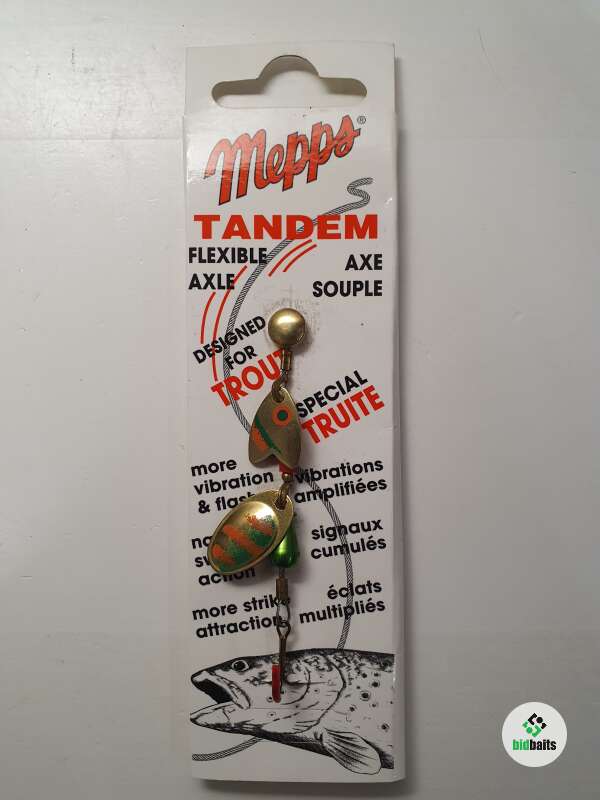 Mepps®
TANDEM
FLEXIBLE
AXLE
AXE
SOUPLE
DESIGNED
FOR
TROUT
SPECIAL
TRUITE
more
vibration
& flash
vibrations
amplifiées
signaux
cumulés
action
more strike
attraction
éclats
multipliés
bidbaits